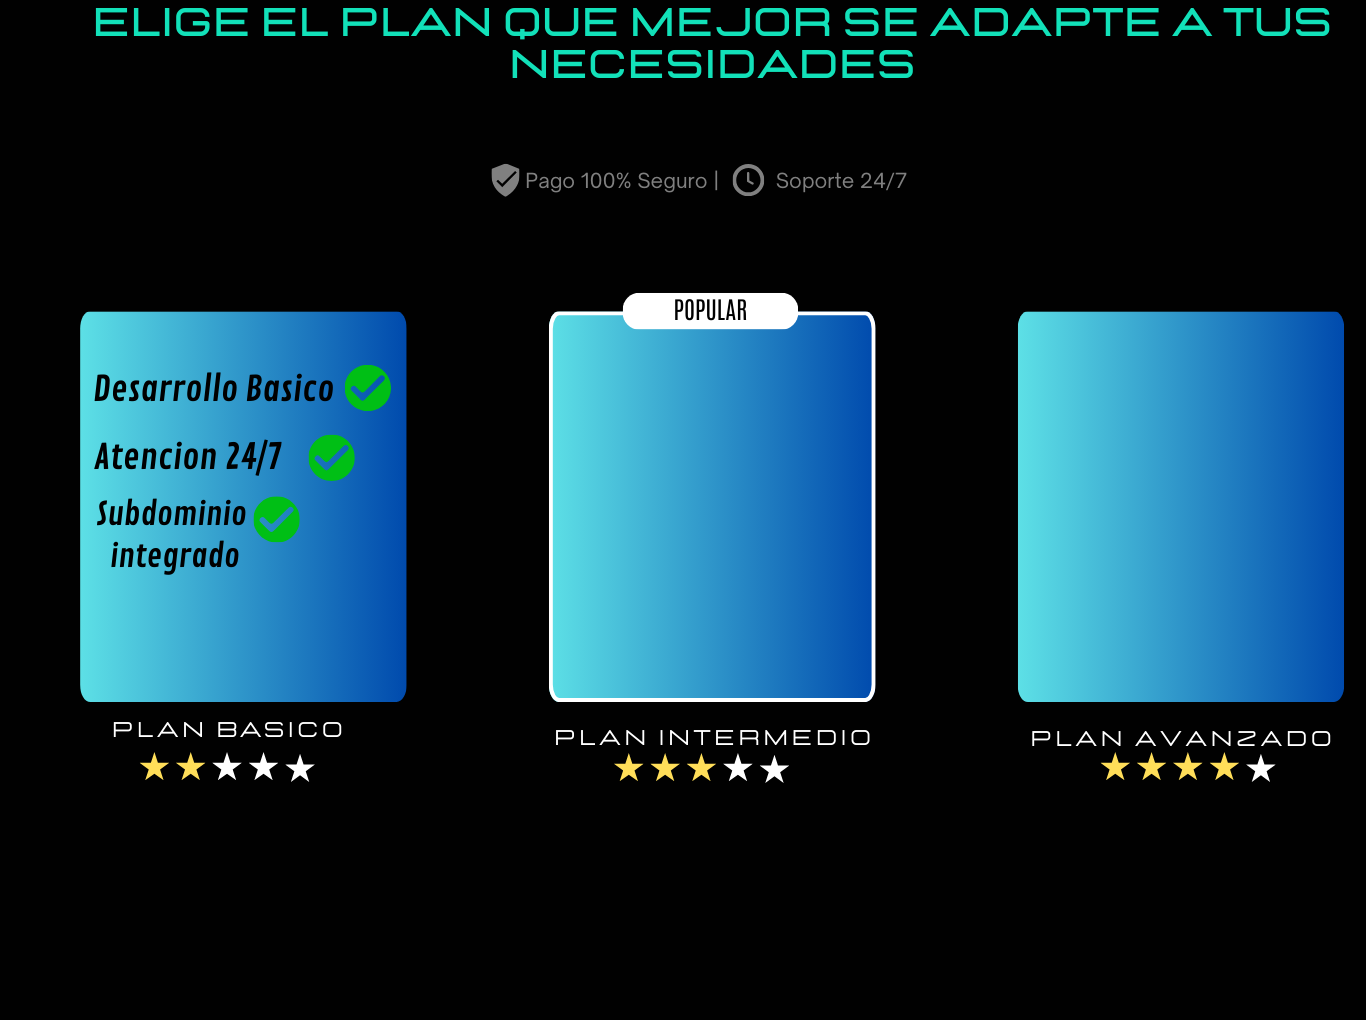 ELIGE EL PLAN QUE MEJOR SE ADAPTE A TUS
NECESIDADES
Pago 100% Seguro | Soporte 24/7
POPULAR
Desarrollo Basico
Atencion 24/7
Subdominio
integrado
PLAN BASICO
PLAN INTERMEDIO
PLAN AVANZADO